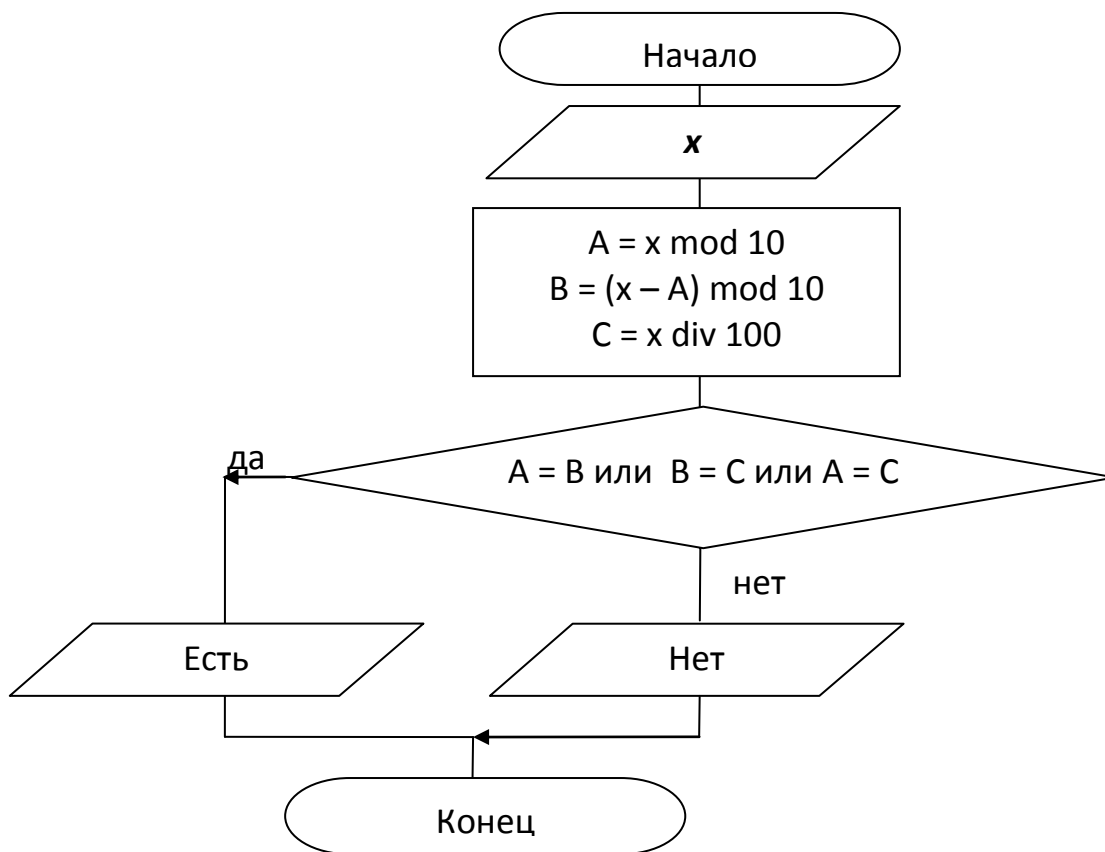 Начало
x
A = x mod 10
B = (x – A) mod 10
C = x div 100
A = B или B = C или A = C
да
нет
Есть
Нет
Конец